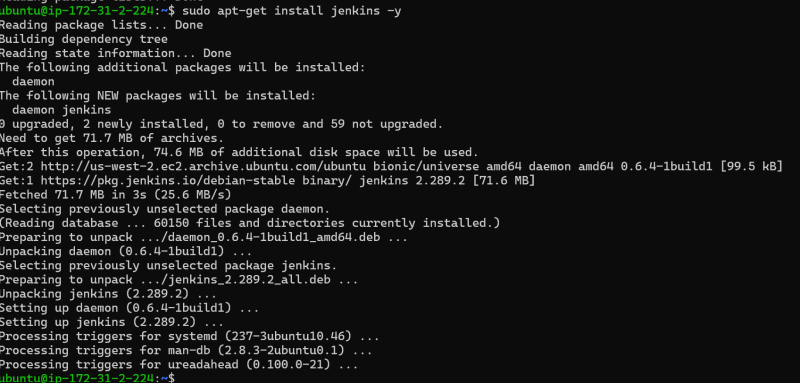 Reading package lists... Done
ubuntu@ip-172-31-2-224:~$ sudo apt-get install jenkins -y
Reading package lists... Done
Building dependency tree
Reading state information... Done
The following additional packages will be installed:
  daemon
The following NEW packages will be installed:
  daemon jenkins
0 upgraded, 2 newly installed, 0 to remove and 59 not upgraded.
Need to get 71.7 MB of archives.
After this operation, 74.6 MB of additional disk space will be used.
Get:2 http://us-west-2.ec2.archive.ubuntu.com/ubuntu bionic/universe amd64 daemon amd64 0.6.4-1build1 [99.5 kB]
Get:1 https://pkg.jenkins.io/debian-stable binary/ jenkins 2.289.2 [71.6 MB]
Fetched 71.7 MB in 3s (25.6 MB/s)
Selecting previously unselected package daemon.
(Reading database ... 60150 files and directories currently installed.)
Preparing to unpack .../daemon_0.6.4-1build1_amd64.deb ...
Unpacking daemon (0.6.4-1build1) ...
Selecting previously unselected package jenkins.
Preparing to unpack .../jenkins_2.289.2_all.deb ...
Unpacking jenkins (2.289.2) ...
Setting up daemon (0.6.4-1build1) ...
Setting up jenkins (2.289.2) ...
Processing triggers for systemd (237-3ubuntu10.46) ...
Processing triggers for man-db (2.8.3-2ubuntu0.1) ...
Processing triggers for ureadahead (0.100.0-21) ...
ubuntu@ip-172-31-2-224:~$